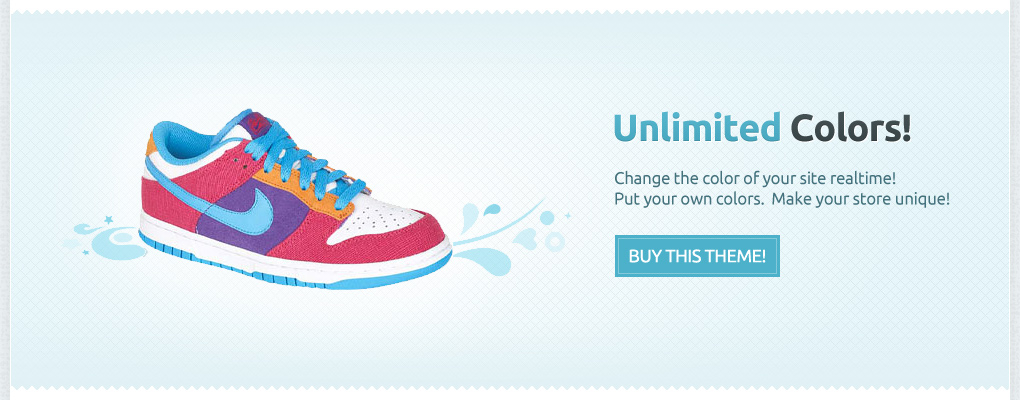 Unlimited Colors!
Change the color of your site realtime!
Put your own colors. Make your store unique!
BUY THIS THEME!